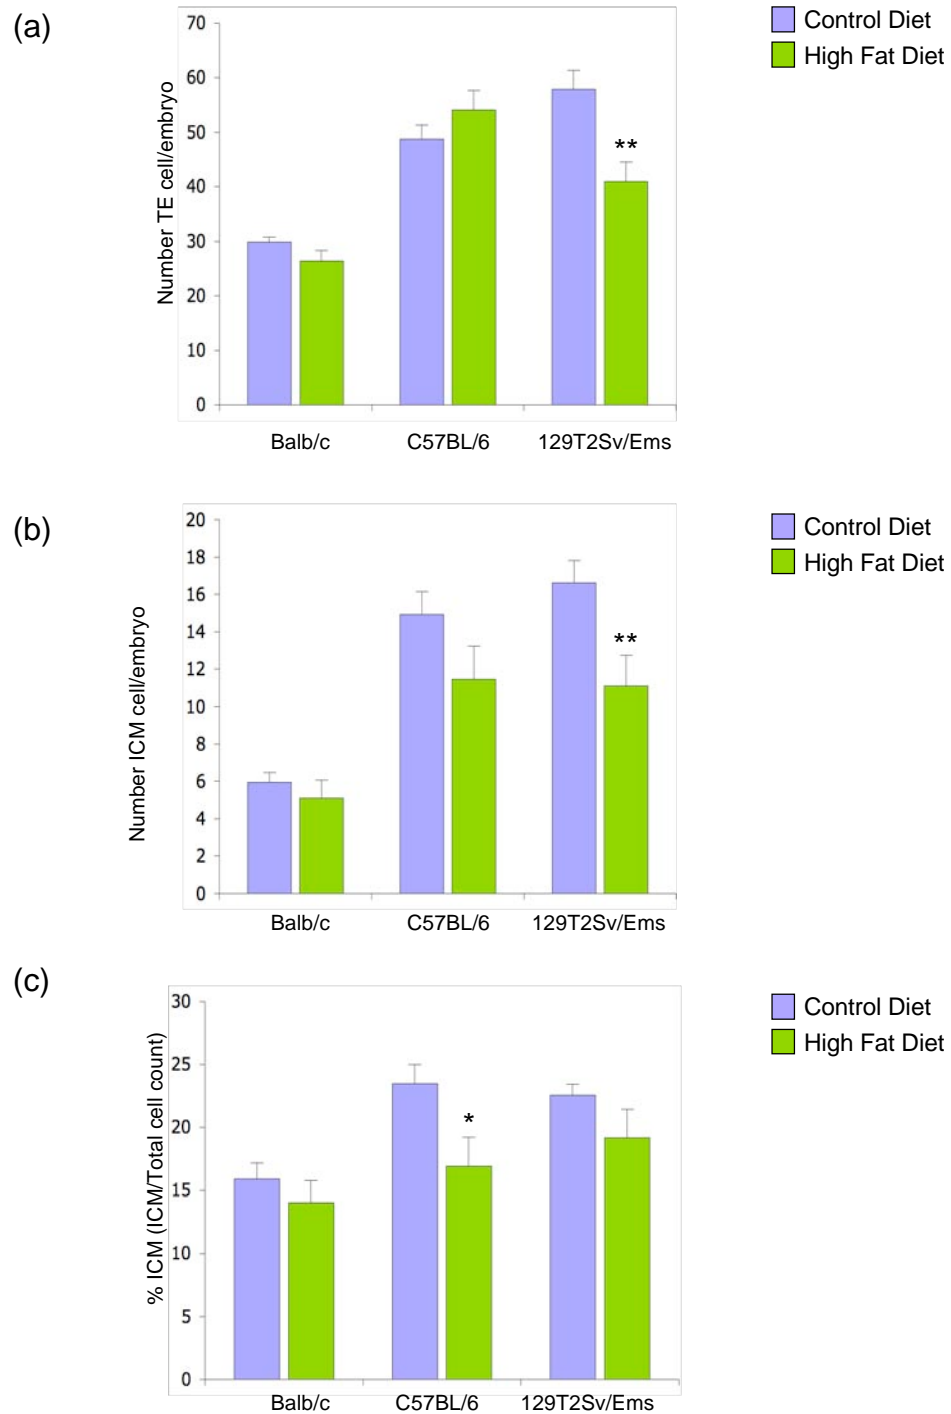 (a)
Number TE cell/embryo
70
60
50
40
30
20
10
0
**
Balb/c C57BL/6 129T2Sv/Ems
Control Diet
High Fat Diet
(b)
Number ICM cell/embryo
20
18
16
14
12
10
8
6
4
2
0
**
Balb/c C57BL/6 129T2Sv/Ems
Control Diet
High Fat Diet
(c)
% ICM (ICM/Total cell count)
30
25
20
15
10
5
0
*
Balb/c C57BL/6 129T2Sv/Ems
Control Diet
High Fat Diet